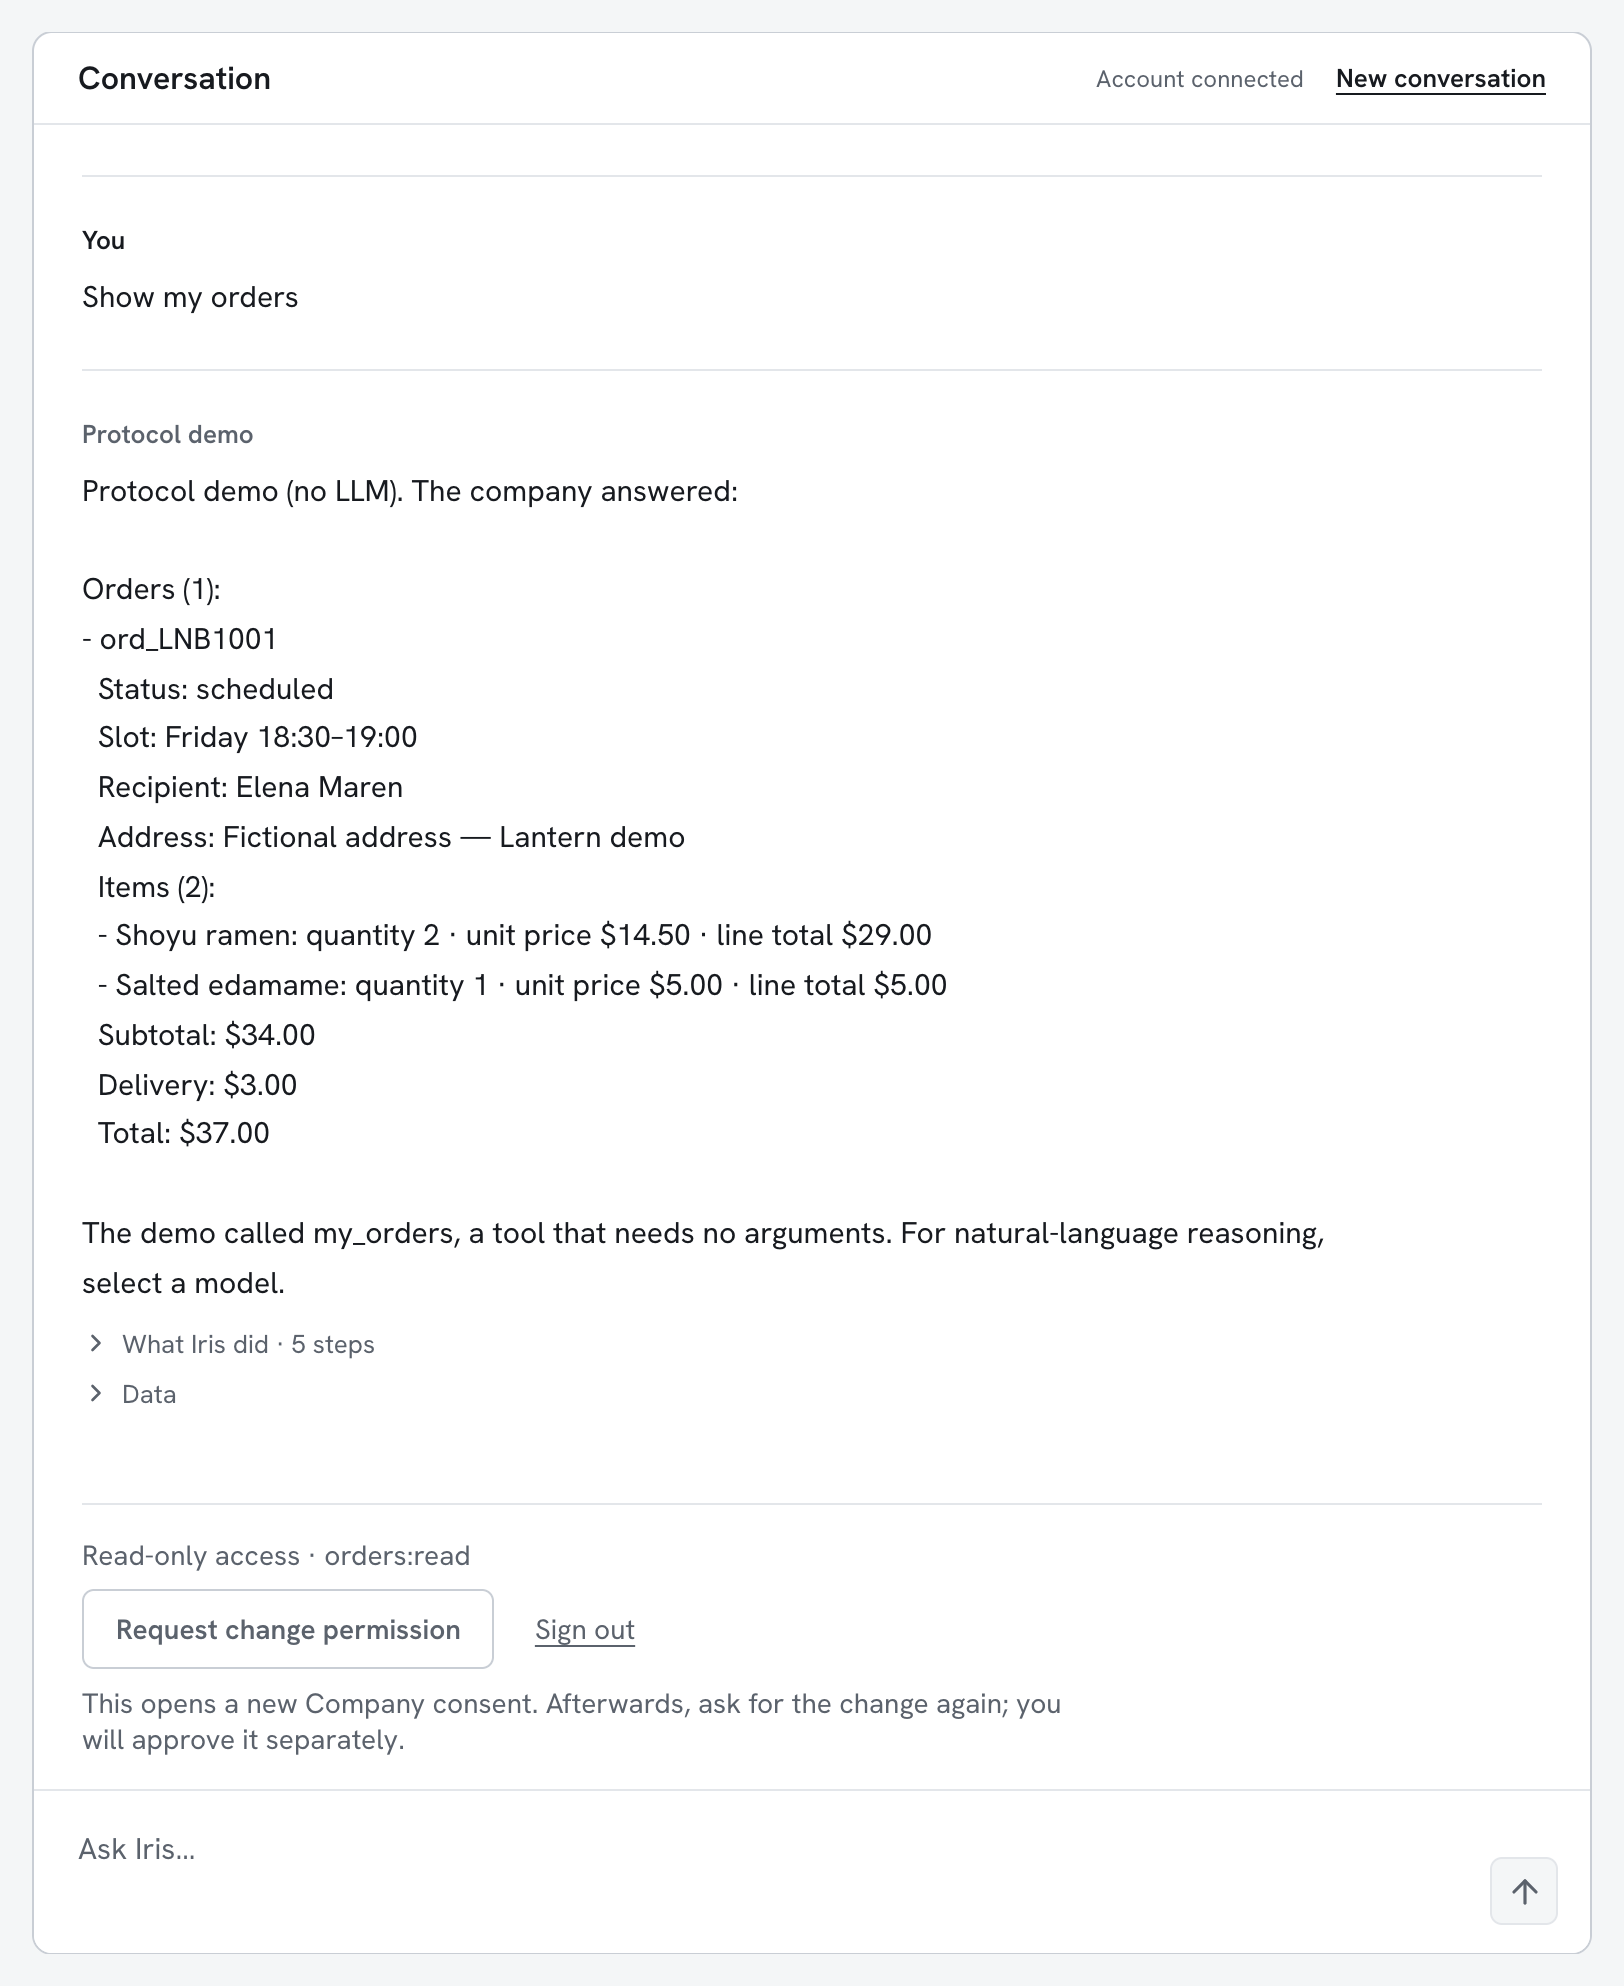 Conversation
Account connected
New conversation
You
Show my orders
Protocol demo
Protocol demo (no LLM). The company answered:
Orders (1):
- ord_LNB1001
Status: scheduled
Slot: Friday 18:30–19:00
Recipient: Elena Maren
Address: Fictional address — Lantern demo
Items (2):
- Shoyu ramen: quantity 2 · unit price $14.50 · line total $29.00
- Salted edamame: quantity 1 · unit price $5.00 · line total $5.00
Subtotal: $34.00
Delivery: $3.00
Total: $37.00
The demo called my_orders, a tool that needs no arguments. For natural-language reasoning,
select a model.
What Iris did · 5 steps
Data
Read-only access · orders:read
Request change permission
Sign out
This opens a new Company consent. Afterwards, ask for the change again; you
will approve it separately.
Ask Iris...